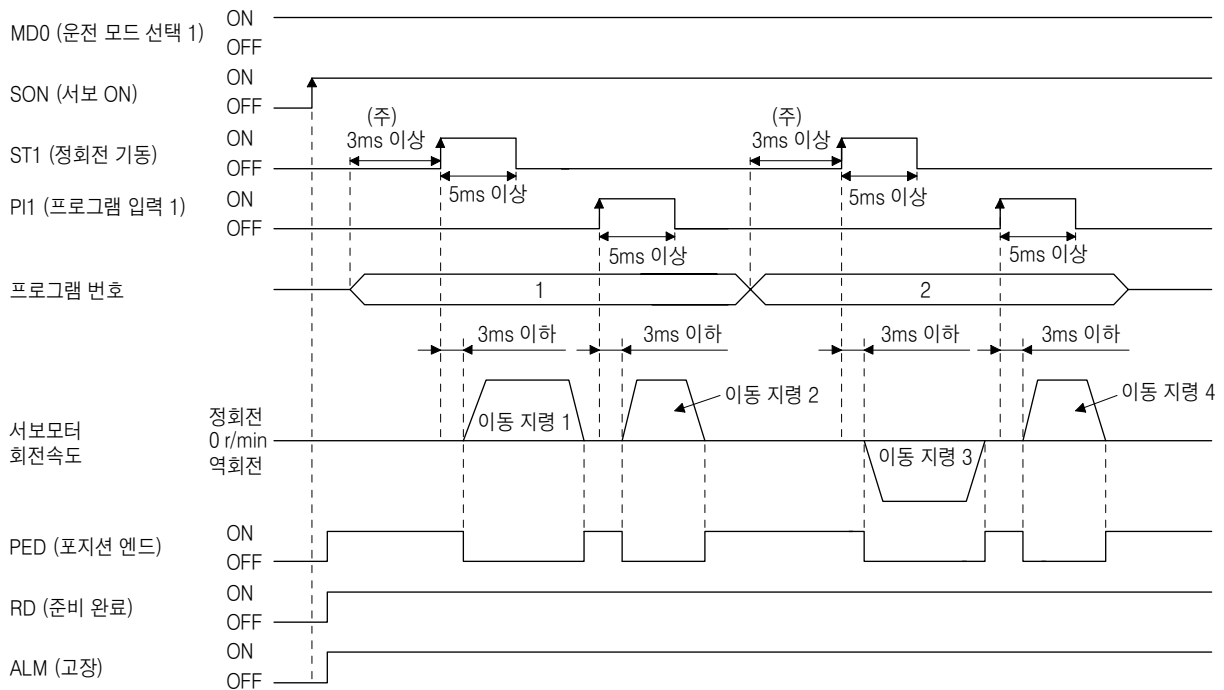 MD0 (운전 모드 선택 1)
ON
OFF
SON (서보 ON)
ON
OFF
(주)
3ms 이상
(주)
3ms 이상
ST1 (정회전 기동)
ON
OFF
5ms 이상
5ms 이상
PI1 (프로그램 입력 1)
ON
OFF
5ms 이상
5ms 이상
프로그램 번호
1
2
3ms 이하
3ms 이하
3ms 이하
3ms 이하
서보모터
회전속도
정회전
0 r/min
역회전
이동 지령 1
이동 지령 2
이동 지령 3
이동 지령 4
PED (포지션 엔드)
ON
OFF
RD (준비 완료)
ON
OFF
ALM (고장)
ON
OFF